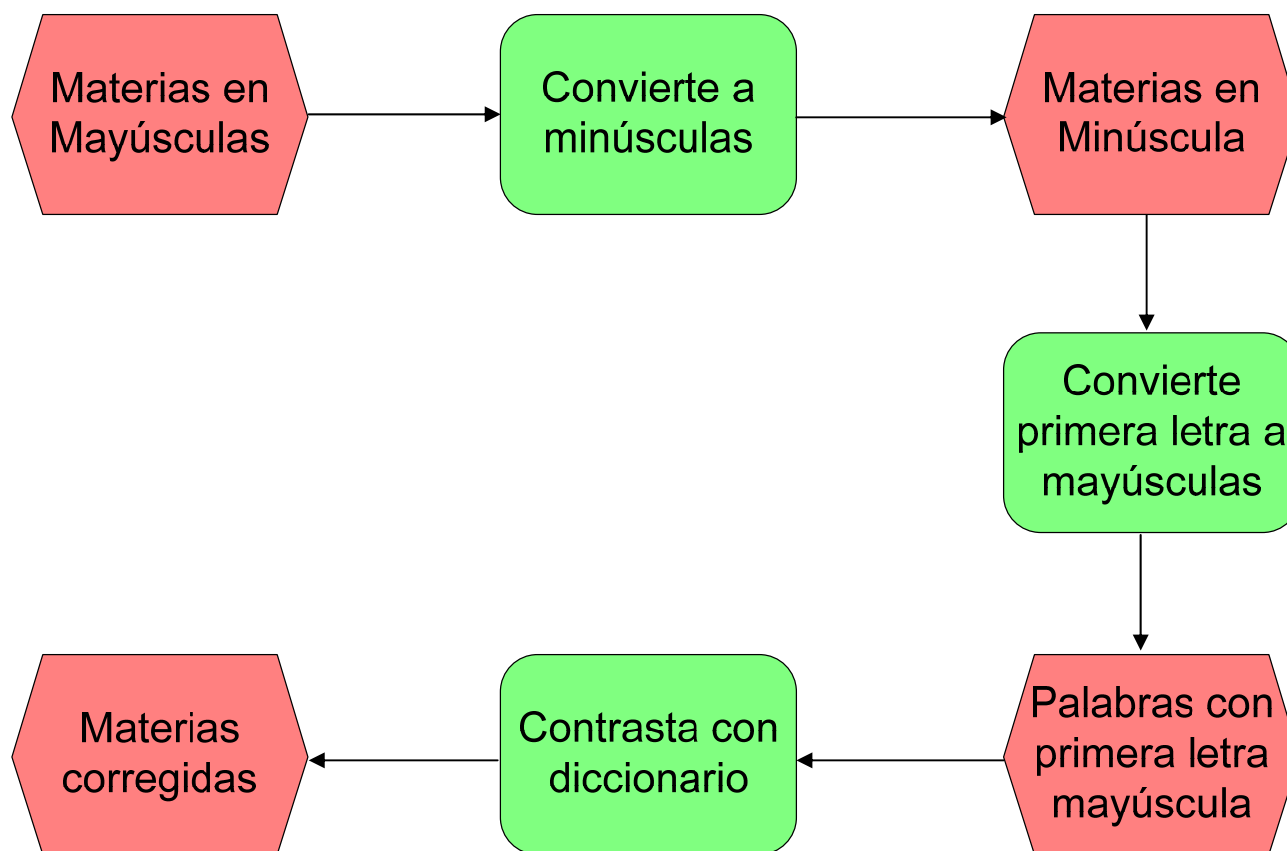 Materias en
Mayúsculas
Convierte a
minúsculas
Materias en
Minúscula
Convierte
primera letra a
mayúsculas
Palabras con
primera letra
mayúscula
Contrasta con
diccionario
Materias
corregidas